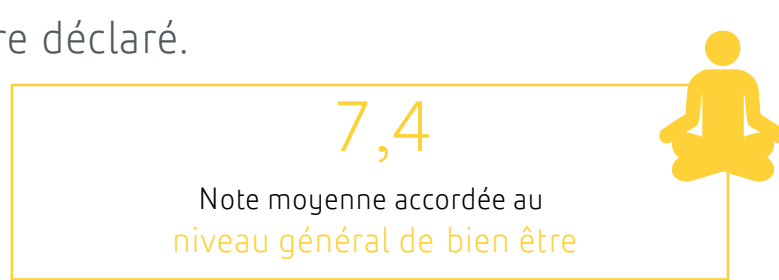 re déclaré.
7,4
Note moyenne accordée au
niveau général de bien être